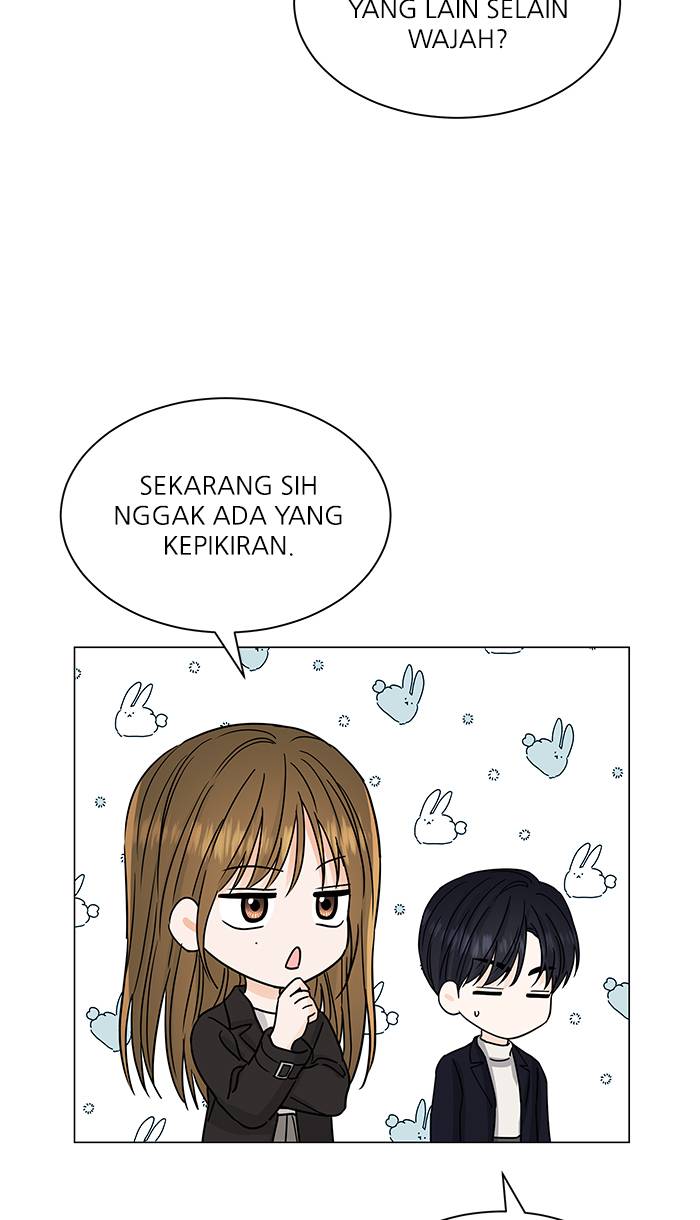 YANG LAIN SELAIN
WAJAH?
SEKARANG SIH
NGGAK ADA YANG
KEPIKIRAN.